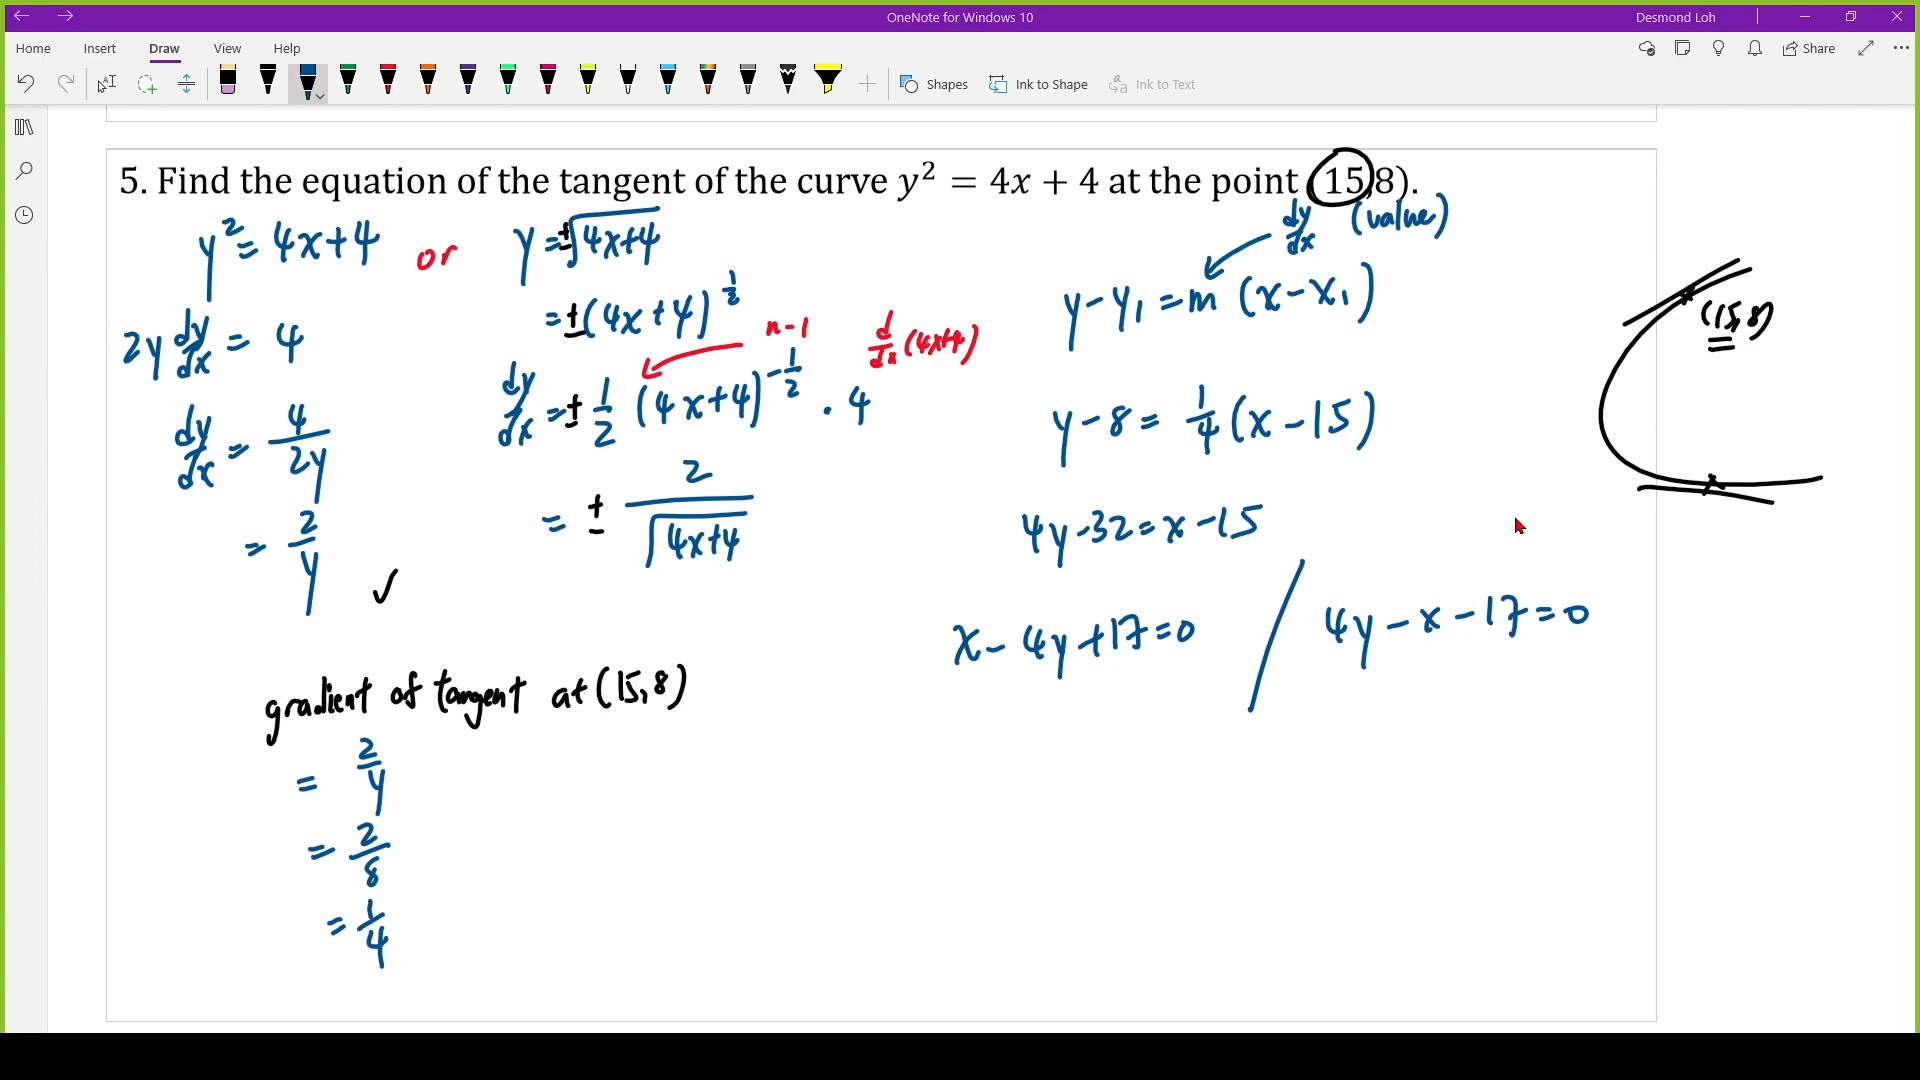 OneNote for Windows 10
Desmond Loh
Home Insert Draw View Help
Share
Shapes Ink to Shape Ink to Text
5. Find the equation of the tangent of the curve y² = 4x + 4 at the point (15,8).
y² = 4x+4 or y = ±√(4x+4)
= ±(4x+4)^(1/2)
n-1
d/dx (4x+4)
2y dy/dx = 4
dy/dx = ± 1/2 (4x+4)^(-1/2) . 4
dy/dx = 4/2y
= ± 2/√(4x+4)
= 2/y ✓
gradient of tangent at (15,8)
= 2/y
= 2/8
= 1/4
dy/dx (value)
y-y₁ = m (x-x₁)
y-8 = 1/4 (x-15)
4y-32 = x-15
x-4y+17=0 / 4y-x-17=0
(15,8)